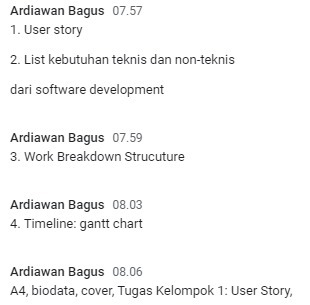 Ardiawan Bagus 07.57
1. User story
2. List kebutuhan teknis dan non-teknis
dari software development
Ardiawan Bagus 07.59
3. Work Breakdown Strucuture
Ardiawan Bagus 08.03
4. Timeline: gantt chart
Ardiawan Bagus 08.06
A4, biodata, cover, Tugas Kelompok 1: User Story,